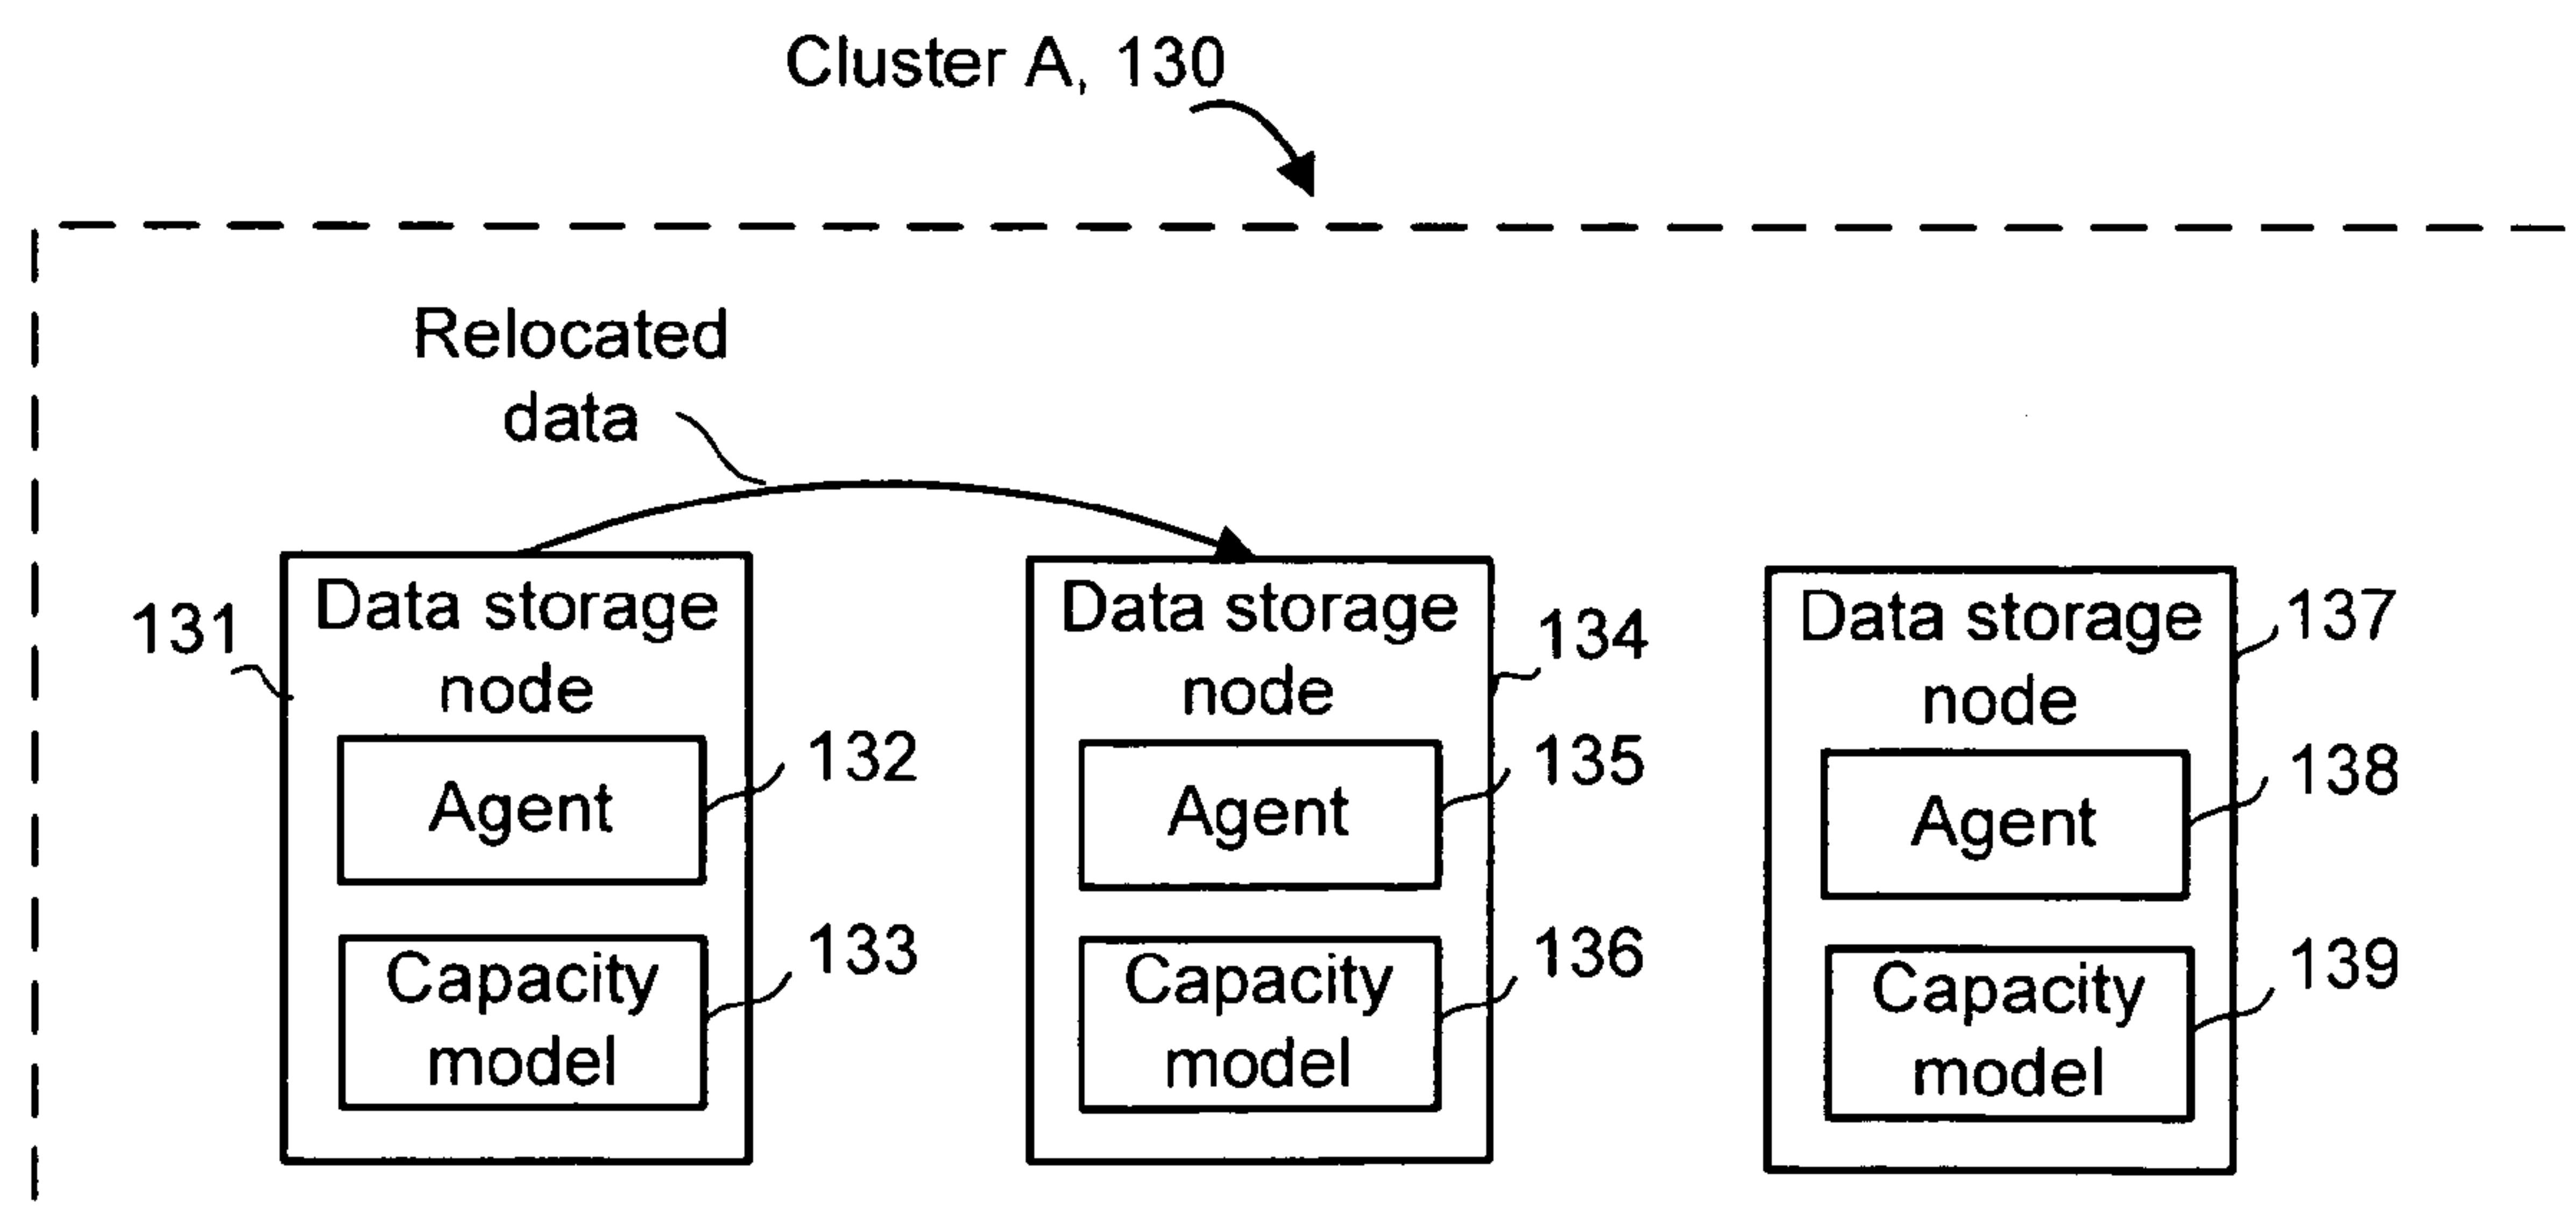 Cluster A, 130
Relocated
data
131
Data storage
node
Agent
132
Capacity
model
133
Data storage
node
134
Agent
135
Capacity
model
136
Data storage
node
137
Agent
138
Capacity
model
139